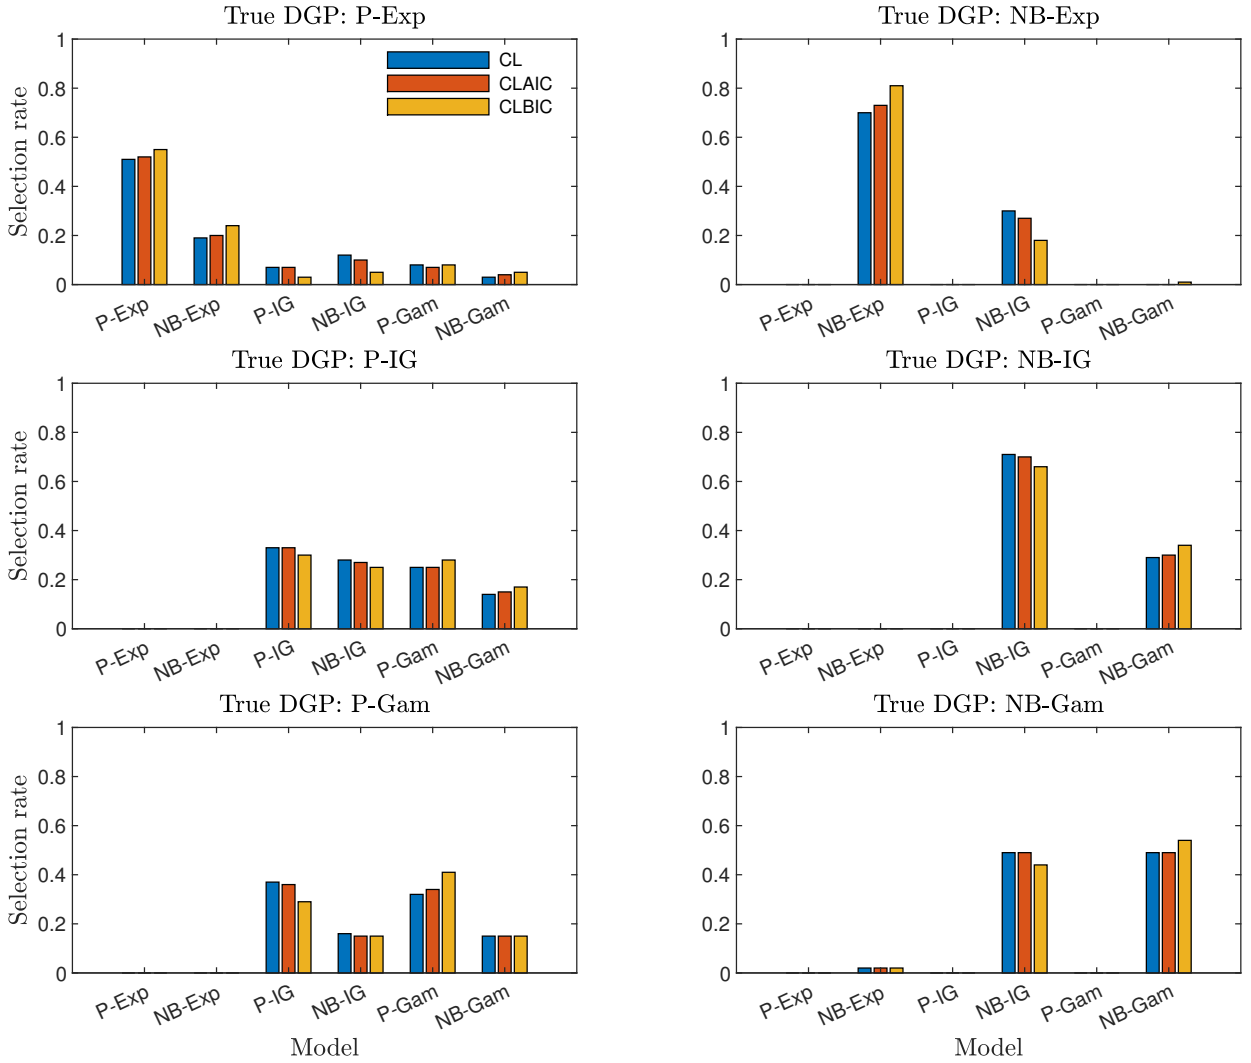 True DGP: P-Exp
1
0.8
0.6
0.4
0.2
0
Selection rate
CL
CLAIC
CLBIC
P-Exp
NB-Exp
P-IG
NB-IG
P-Gam
NB-Gam
True DGP: NB-Exp
1
0.8
0.6
0.4
0.2
0
P-Exp
NB-Exp
P-IG
NB-IG
P-Gam
NB-Gam
True DGP: P-IG
1
0.8
0.6
0.4
0.2
0
Selection rate
P-Exp
NB-Exp
P-IG
NB-IG
P-Gam
NB-Gam
True DGP: NB-IG
1
0.8
0.6
0.4
0.2
0
P-Exp
NB-Exp
P-IG
NB-IG
P-Gam
NB-Gam
True DGP: P-Gam
1
0.8
0.6
0.4
0.2
0
Selection rate
P-Exp
NB-Exp
P-IG
NB-IG
P-Gam
NB-Gam
Model
True DGP: NB-Gam
1
0.8
0.6
0.4
0.2
0
P-Exp
NB-Exp
P-IG
NB-IG
P-Gam
NB-Gam
Model